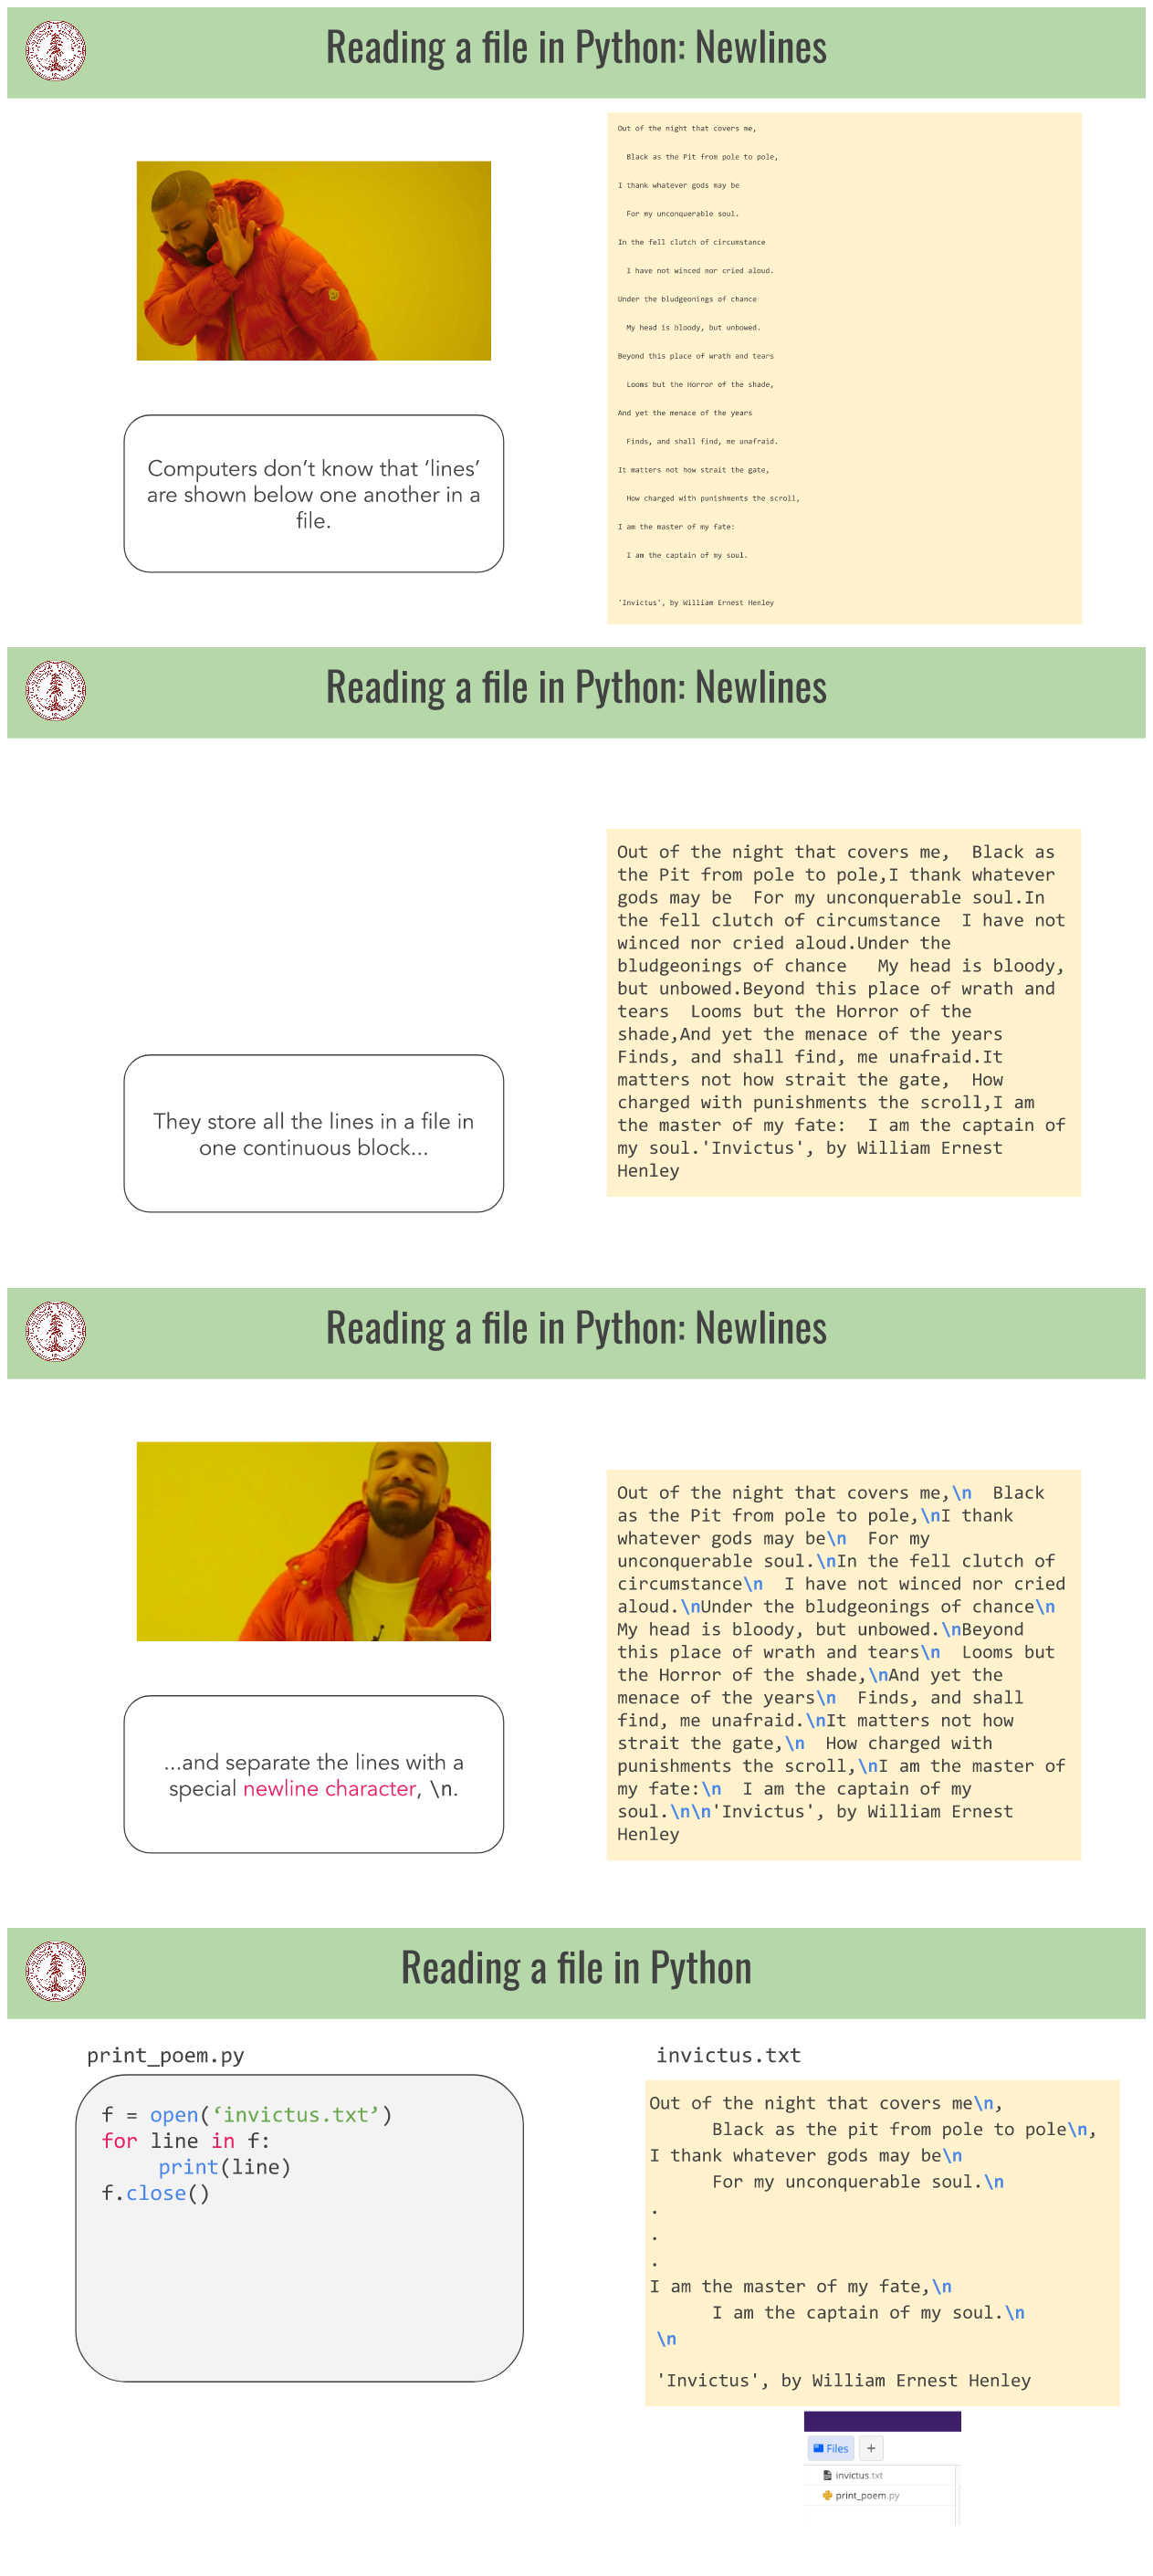 Reading a file in Python: Newlines
Computers don’t know that ‘lines’
are shown below one another in a
file.
Out of the night that covers me,
Black as the Pit from pole to pole,
I thank whatever gods may be
For my unconquerable soul.
In the fell clutch of circumstance
I have not winced nor cried aloud.
Under the bludgeonings of chance
My head is bloody, but unbowed.
Beyond this place of wrath and tears
Looms but the Horror of the shade,
And yet the menace of the years
Finds, and shall find, me unafraid.
It matters not how strait the gate,
How charged with punishments the scroll,
I am the master of my fate:
I am the captain of my soul.
'Invictus', by William Ernest Henley
Reading a file in Python: Newlines
They store all the lines in a file in
one continuous block...
Out of the night that covers me,  Black as
the Pit from pole to pole,I thank whatever
gods may be  For my unconquerable soul.In
the fell clutch of circumstance  I have not
winced nor cried aloud.Under the
bludgeonings of chance   My head is bloody,
but unbowed.Beyond this place of wrath and
tears  Looms but the Horror of the
shade,And yet the menace of the years
Finds, and shall find, me unafraid.It
matters not how strait the gate,  How
charged with punishments the scroll,I am
the master of my fate:  I am the captain of
my soul.'Invictus', by William Ernest
Henley
Reading a file in Python: Newlines
...and separate the lines with a
special newline character, \n.
Out of the night that covers me,\n  Black
as the Pit from pole to pole,\nI thank
whatever gods may be\n  For my
unconquerable soul.\nIn the fell clutch of
circumstance\n  I have not winced nor cried
aloud.\nUnder the bludgeonings of chance\n
My head is bloody, but unbowed.\nBeyond
this place of wrath and tears\n  Looms but
the Horror of the shade,\nAnd yet the
menace of the years\n  Finds, and shall
find, me unafraid.\nIt matters not how
strait the gate,\n  How charged with
punishments the scroll,\nI am the master of
my fate:\n  I am the captain of my
soul.\n\n'Invictus', by William Ernest
Henley
Reading a file in Python
print_poem.py
f = open(‘invictus.txt’)
for line in f:
print(line)
f.close()
invictus.txt
Out of the night that covers me\n,
Black as the pit from pole to pole\n,
I thank whatever gods may be\n
For my unconquerable soul.\n
.
.
.
I am the master of my fate,\n
I am the captain of my soul.\n
\n
'Invictus', by William Ernest Henley
Files +
invictus.txt
print_poem.py